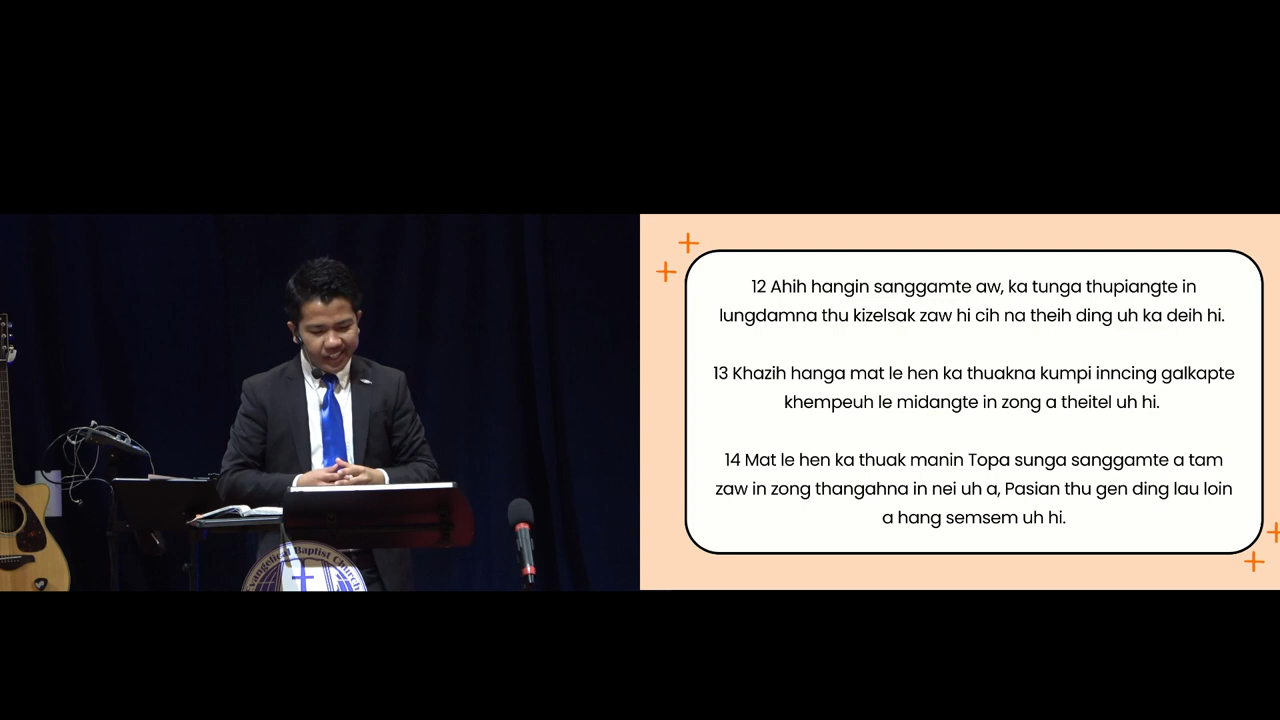 Evangelical Baptist Church
12 Ahih hangin sanggamte aw, ka tunga thupiangte in
lungdamna thu kizelsak zaw hi cih na theih ding uh ka deih hi.
13 Khazih hanga mat le hen ka thuakna kumpi inncing galkapte
khempeuh le midangte in zong a theitel uh hi.
14 Mat le hen ka thuak manin Topa sunga sanggamte a tam
zaw in zong thangahna in nei uh a, Pasian thu gen ding lau loin
a hang semsem uh hi.